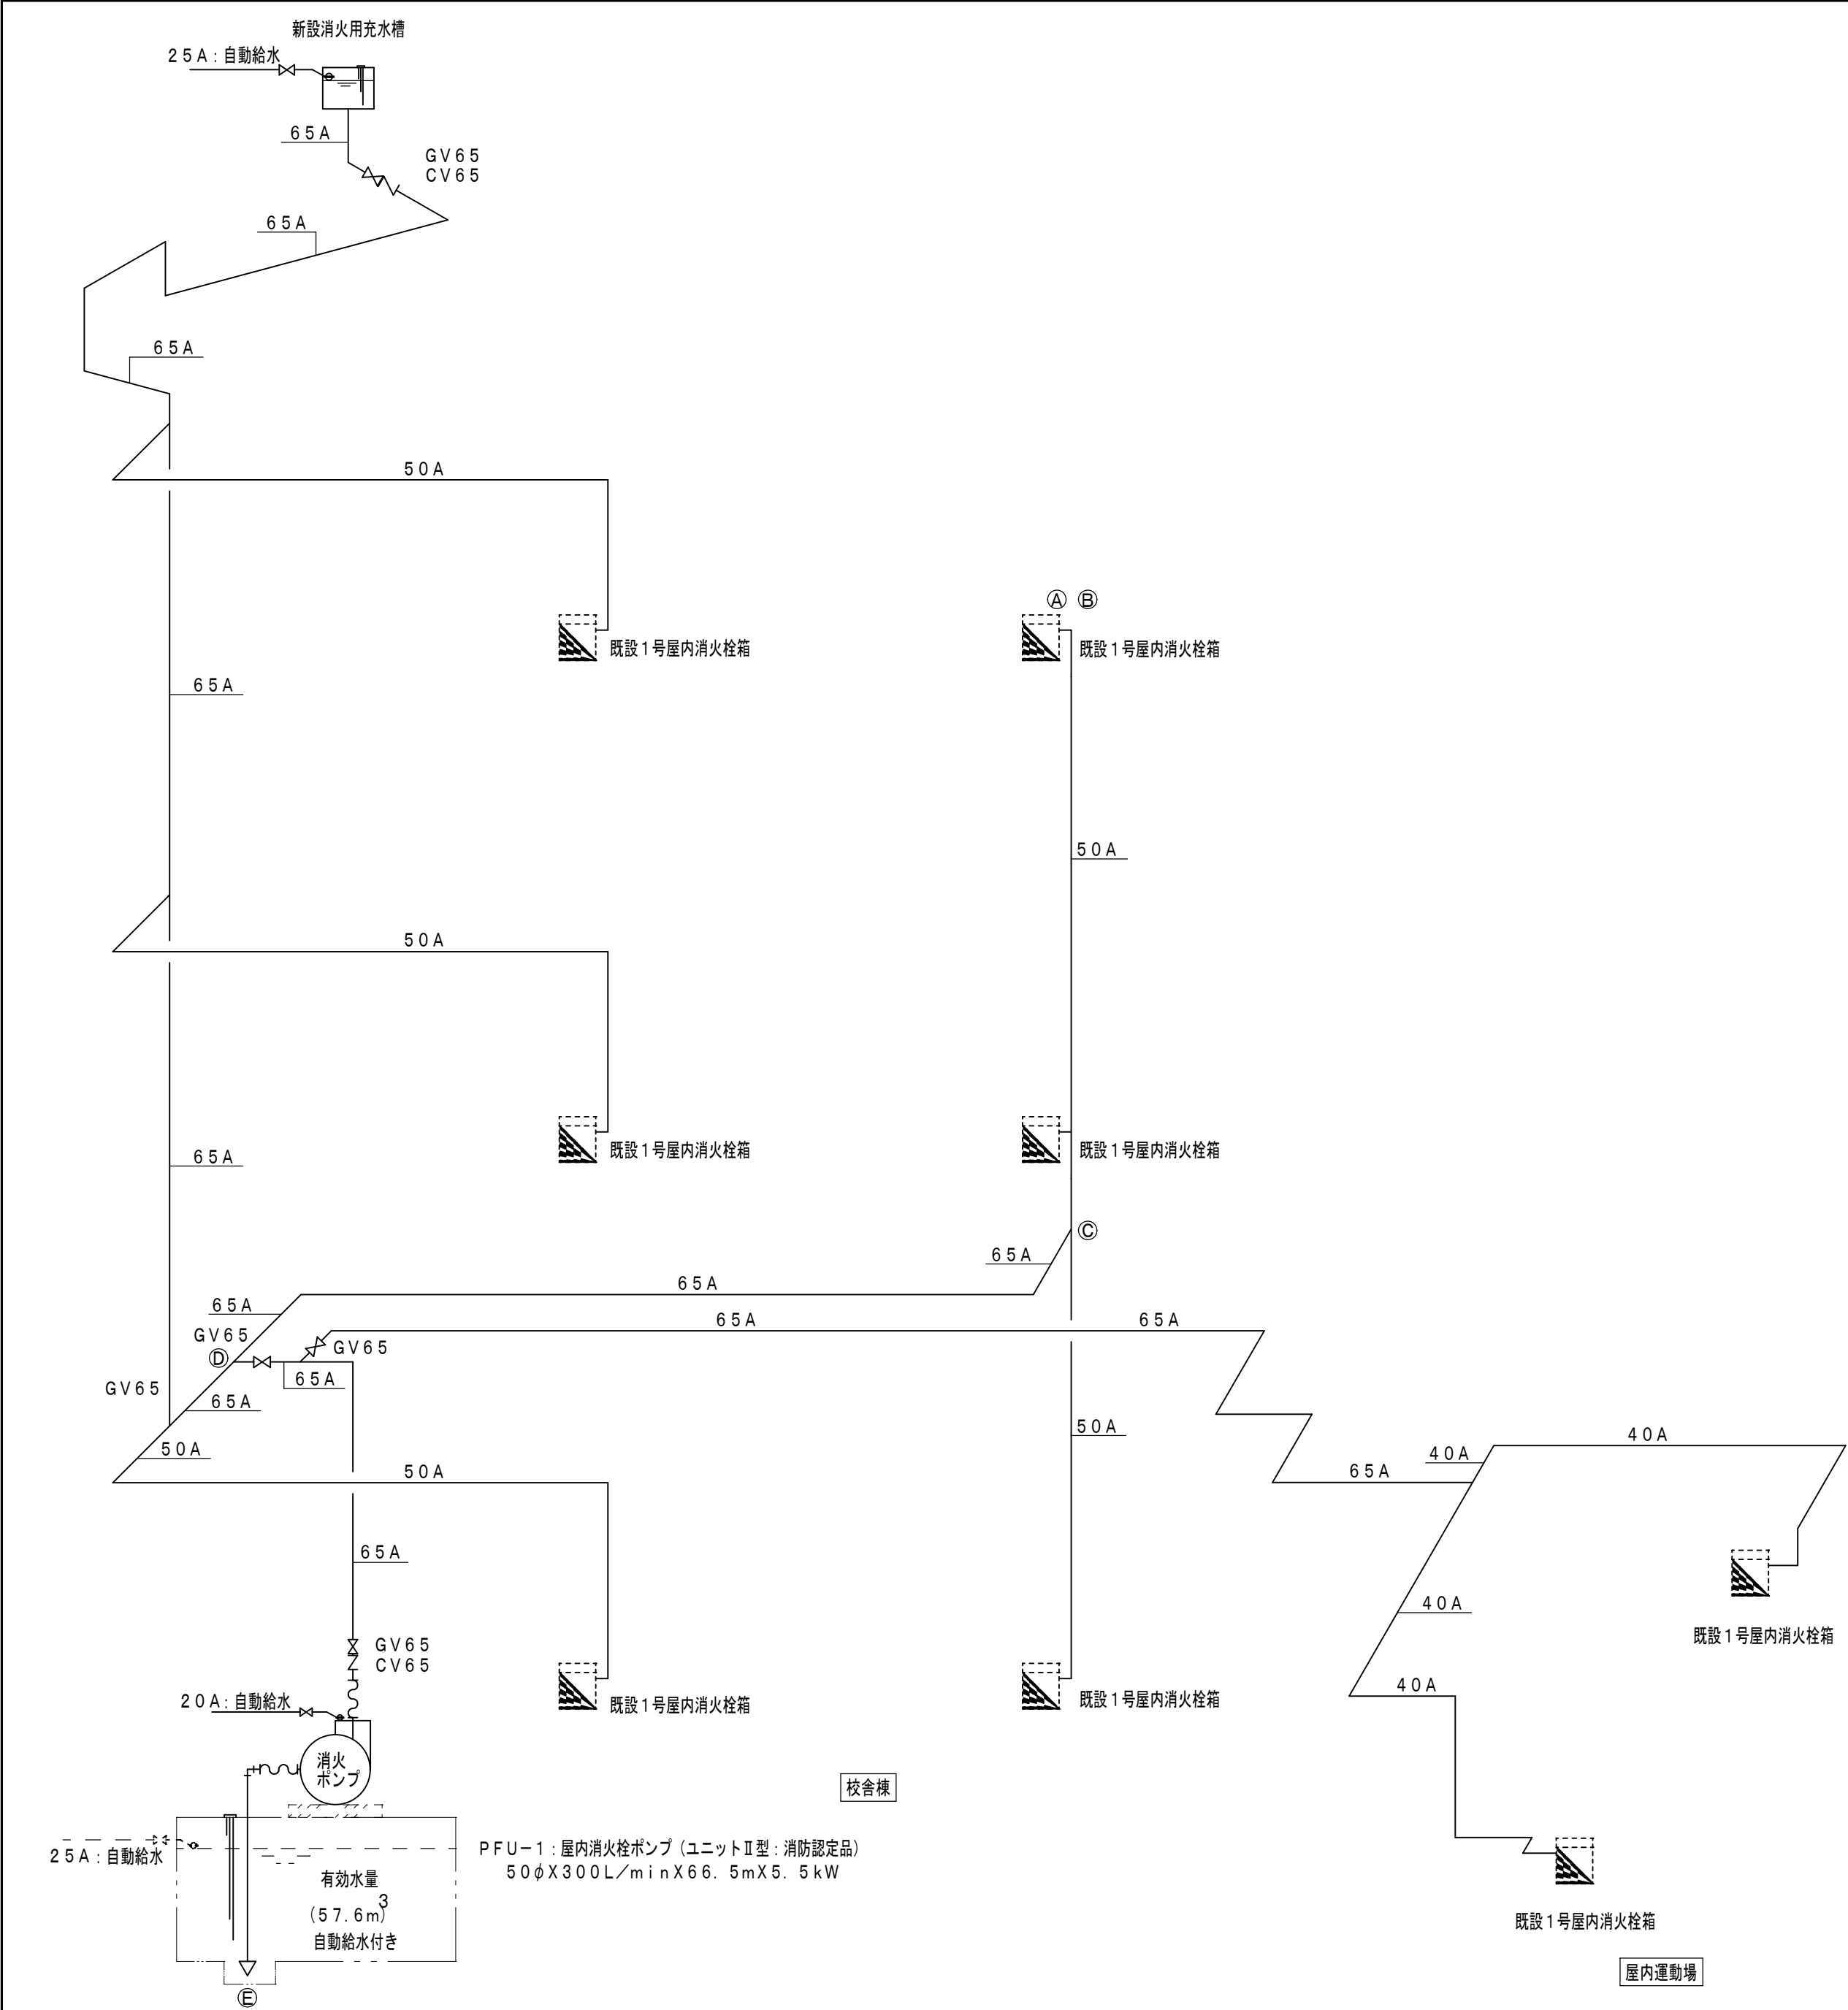 新設消火用充水槽
25A:自動給水
65A
GV65
CV65
65A
65A
50A
Ⓐ Ⓑ
既設1号屋内消火栓箱
既設1号屋内消火栓箱
65A
50A
50A
既設1号屋内消火栓箱
既設1号屋内消火栓箱
65A
Ⓒ
65A
65A
65A
65A
65A
GV65
GV65
Ⓓ
65A
GV65
65A
50A
50A
50A
65A
40A
40A
65A
40A
既設1号屋内消火栓箱
GV65
CV65
20A:自動給水
既設1号屋内消火栓箱
既設1号屋内消火栓箱
40A
消火
ポンプ
校舎棟
25A:自動給水
PFU-1:屋内消火栓ポンプ(ユニットⅡ型:消防認定品)
50φX300L/minX66.5mX5.5kW
有効水量
(57.6m³)
自動給水付き
既設1号屋内消火栓箱
屋内運動場
Ⓔ